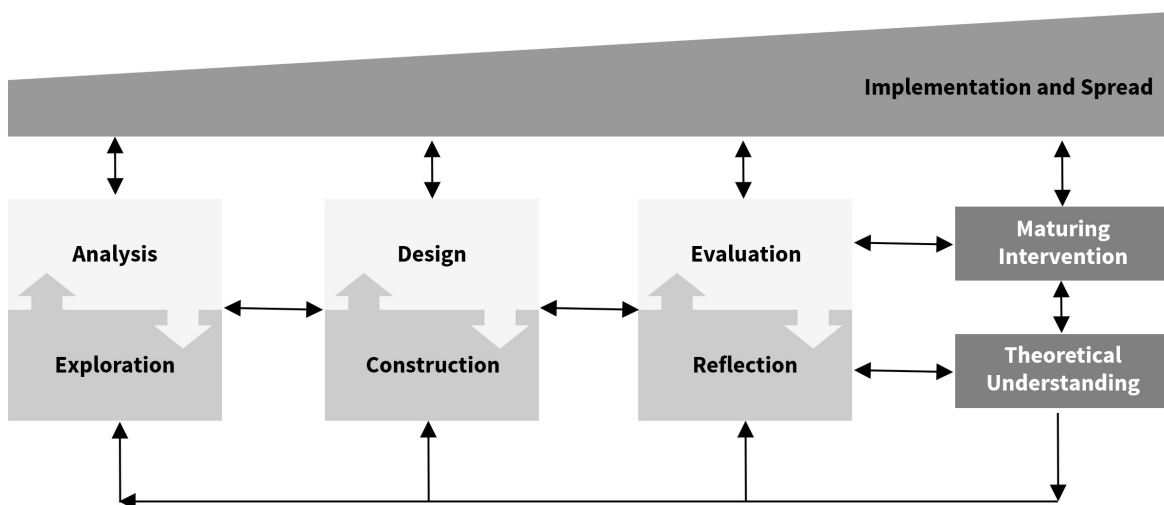 Implementation and Spread
Analysis
Exploration
Design
Construction
Evaluation
Reflection
Maturing
Intervention
Theoretical
Understanding